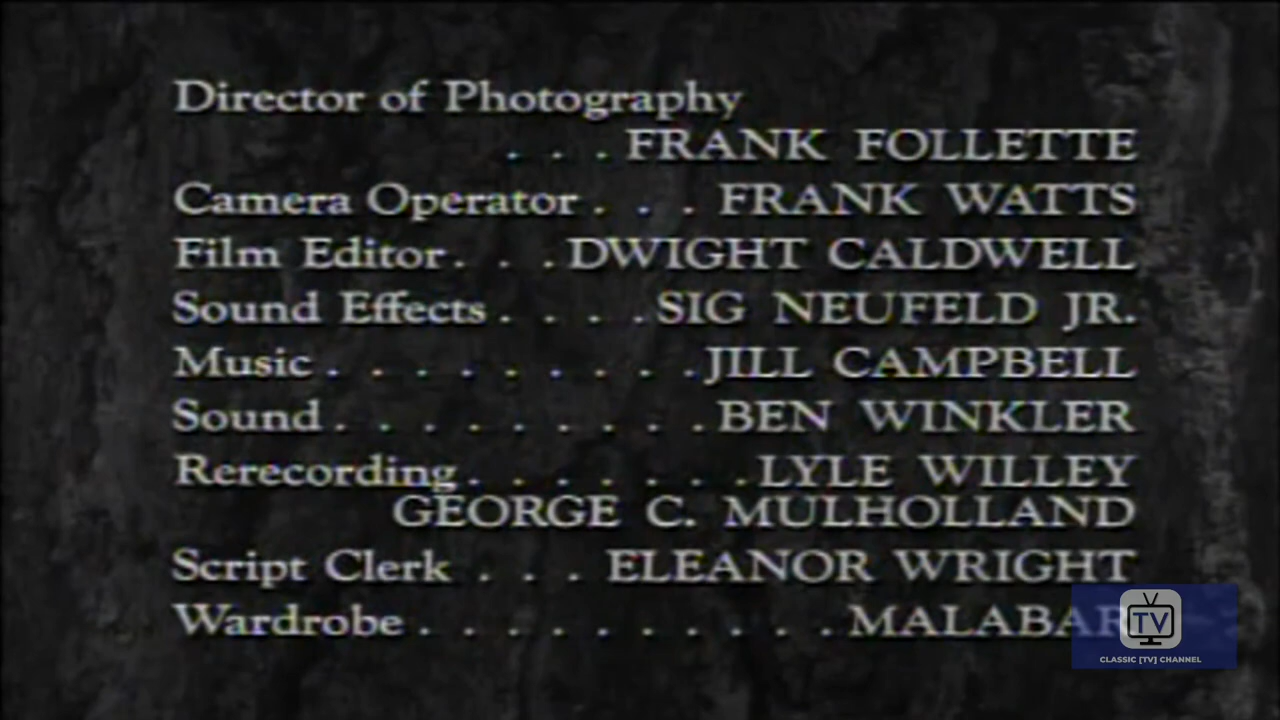 Director of Photography
. . . FRANK FOLLETTE
Camera Operator . . . FRANK WATTS
Film Editor . . . DWIGHT CALDWELL
Sound Effects . . . . SIG NEUFELD JR.
Music . . . . . . . . . JILL CAMPBELL
Sound . . . . . . . . . BEN WINKLER
Rerecording . . . . . . . LYLE WILLEY
GEORGE C. MULHOLLAND
Script Clerk . . . ELEANOR WRIGHT
Wardrobe . . . . . . . . . . MALABAR
TV
CLASSIC [TV] CHANNEL